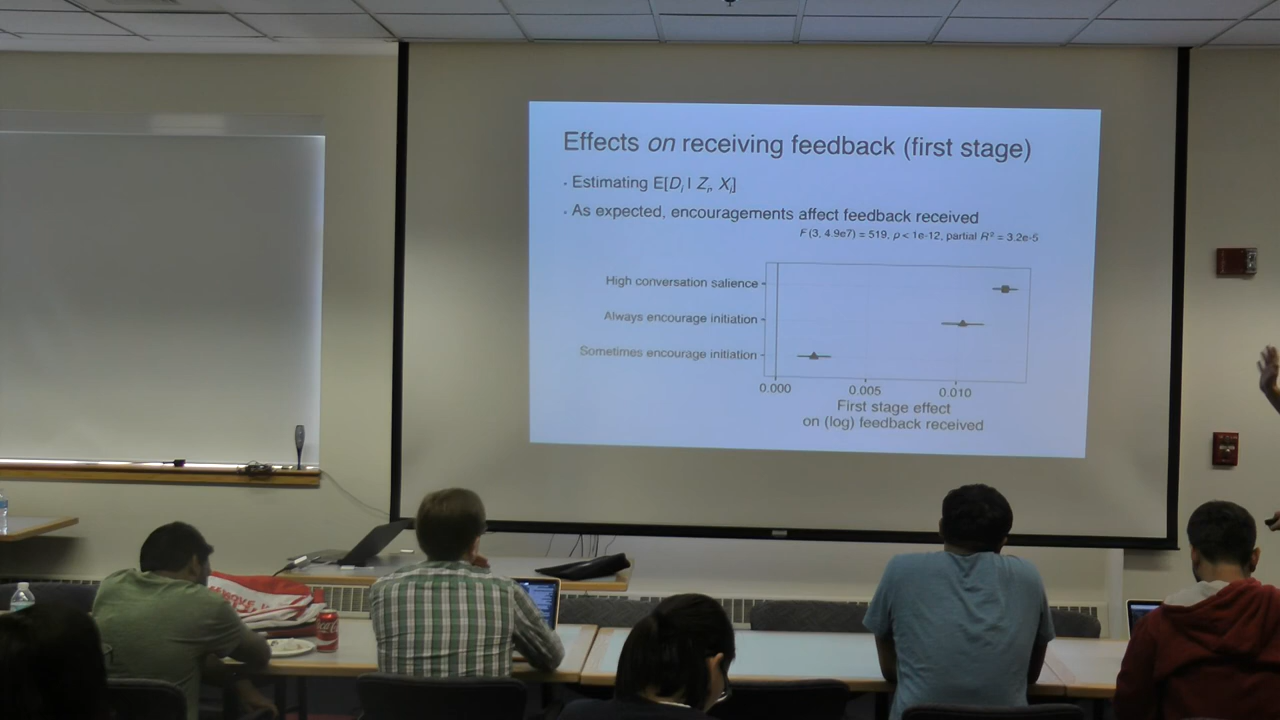 Effects on receiving feedback (first stage)
· Estimating E[Di | Zi, Xi]
· As expected, encouragements affect feedback received
F(3, 4.9e7) = 519, p < 1e-12, partial R² = 3.2e-5
High conversation salience
Always encourage initiation
Sometimes encourage initiation
0.000 0.005 0.010
First stage effect
on (log) feedback received